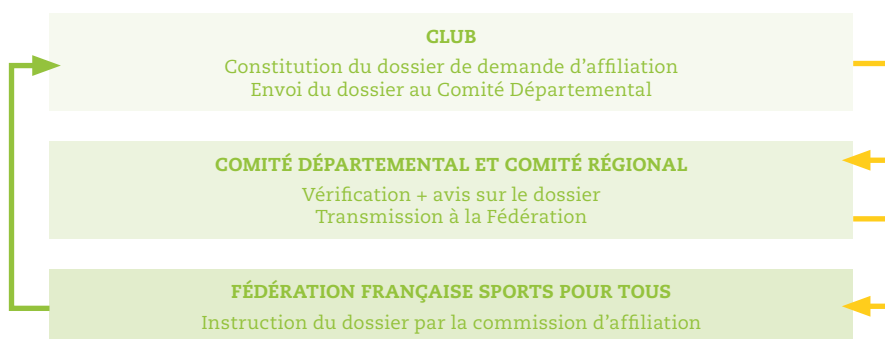 CLUB
Constitution du dossier de demande d’affiliation
Envoi du dossier au Comité Départemental
COMITÉ DÉPARTEMENTAL ET COMITÉ RÉGIONAL
Vérification + avis sur le dossier
Transmission à la Fédération
FÉDÉRATION FRANÇAISE SPORTS POUR TOUS
Instruction du dossier par la commission d’affiliation